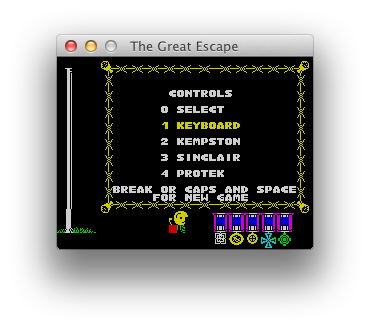 The Great Escape
CONTROLS
0 SELECT
1 KEYBOARD
2 KEMPSTON
3 SINCLAIR
4 PROTEK
BREAK OR CAPS AND SPACE
FOR NEW GAME